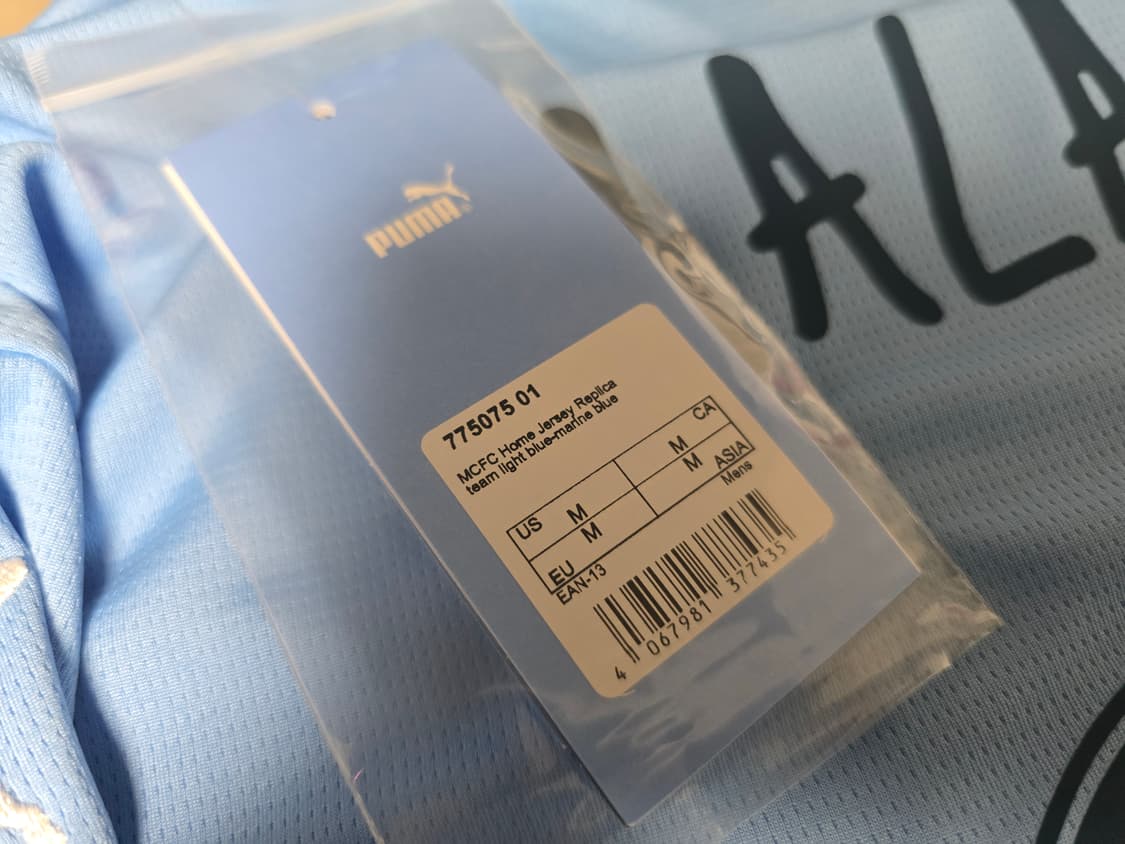 PUMA
775075 01
MCFC Home Jersey Replica
team light blue-marine blue
US M M CA
EU M M ASIA
EAN-13 Mens
4 067981 377435
ALA